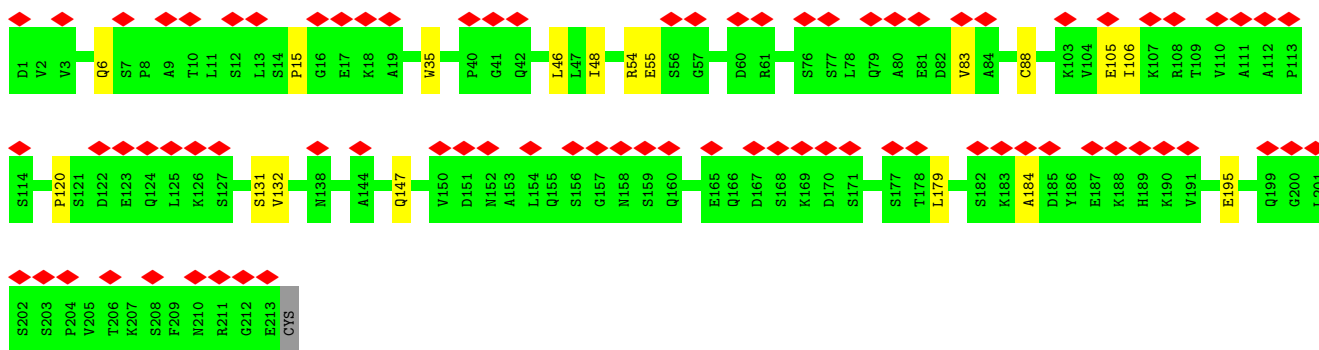 D1 V2 V3 Q6 S7 P8 A9 T10 L11 S12 L13 S14 P15 G16 E17 K18 A19 W35 P40 G41 Q42 L46 L47 I48 R54 E55 S56 G57 D60 R61 S76 S77 L78 Q79 A80 E81 D82 V83 A84 C88 K103 V104 E105 I106 K107 R108 T109 V110 A111 A112 P113
S114 P120 S121 D122 E123 Q124 L125 K126 S127 S131 V132 N138 A144 Q147 V150 D151 N152 A153 L154 Q155 S156 G157 N158 S159 Q160 E165 Q166 D167 S168 K169 D170 S171 S177 T178 L179 S182 K183 A184 D185 Y186 E187 K188 H189 K190 V191 E195 Q199 G200 L201
S202 S203 P204 V205 T206 K207 S208 F209 N210 R211 G212 E213 CYS